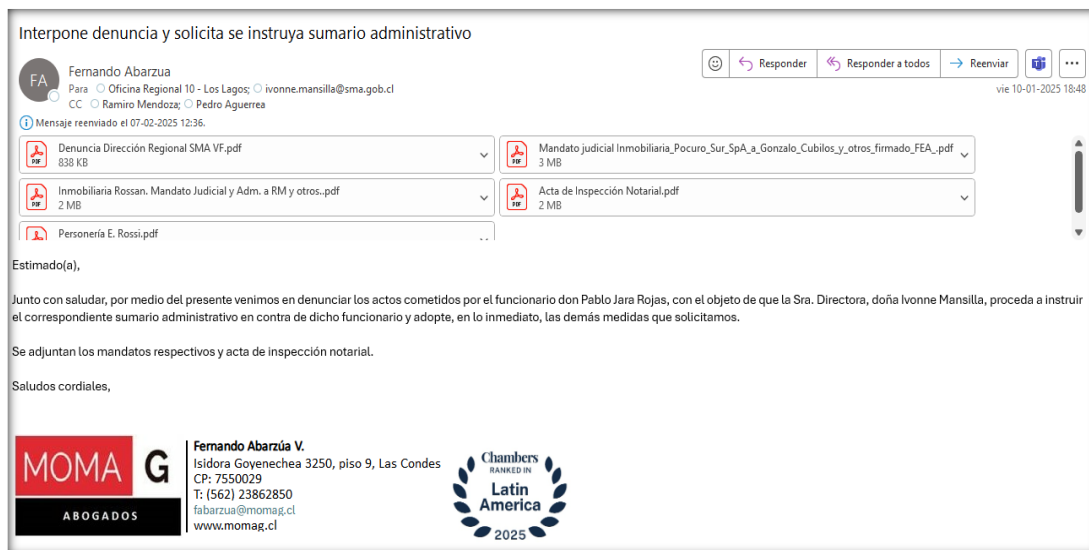 Interpone denuncia y solicita se instruya sumario administrativo
FA
Fernando Abarzua
Para Oficina Regional 10 - Los Lagos; ivonne.mansilla@sma.gob.cl
CC Ramiro Mendoza; Pedro Aguerrea
Responder
Responder a todos
Reenviar
vie 10-01-2025 18:48
Mensaje reenviado el 07-02-2025 12:36.
Denuncia Dirección Regional SMA VF.pdf
838 KB
Mandato judicial Inmobiliaria_Pocuro_Sur_SpA_a_Gonzalo_Cubilos_y_otros_firmado_FEA_.pdf
3 MB
Inmobiliaria Rossan. Mandato Judicial y Adm. a RM y otros..pdf
2 MB
Acta de Inspección Notarial.pdf
2 MB
Personería E. Rossi.pdf
Estimado(a),
Junto con saludar, por medio del presente venimos en denunciar los actos cometidos por el funcionario don Pablo Jara Rojas, con el objeto de que la Sra. Directora, doña Ivonne Mansilla, proceda a instruir
el correspondiente sumario administrativo en contra de dicho funcionario y adopte, en lo inmediato, las demás medidas que solicitamos.
Se adjuntan los mandatos respectivos y acta de inspección notarial.
Saludos cordiales,
MOMA G
ABOGADOS
Fernando Abarzúa V.
Isidora Goyenechea 3250, piso 9, Las Condes
CP: 7550029
T: (562) 23862850
fabarzua@momag.cl
www.momag.cl
Chambers
RANKED IN
Latin
America
2025